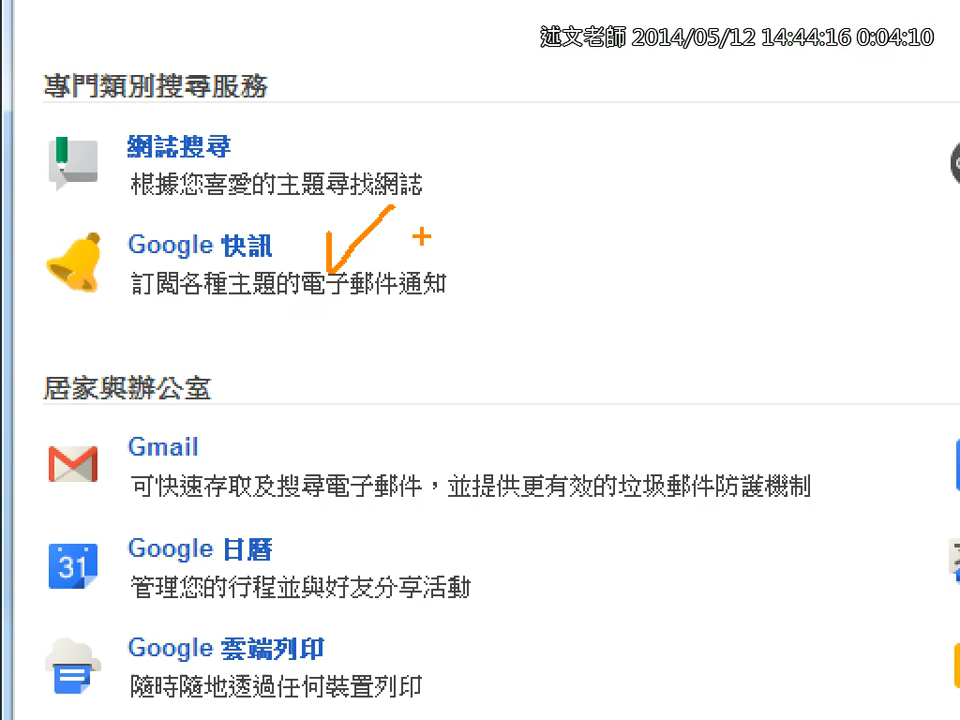 述文老師 2014/05/12 14:44:16 0:04:10
專門類別搜尋服務
網誌搜尋
根據您喜愛的主題尋找網誌
Google 快訊
訂閱各種主題的電子郵件通知
居家與辦公室
Gmail
可快速存取及搜尋電子郵件，並提供更有效的垃圾郵件防護機制
31
Google 日曆
管理您的行程並與好友分享活動
Google 雲端列印
隨時隨地透過任何裝置列印